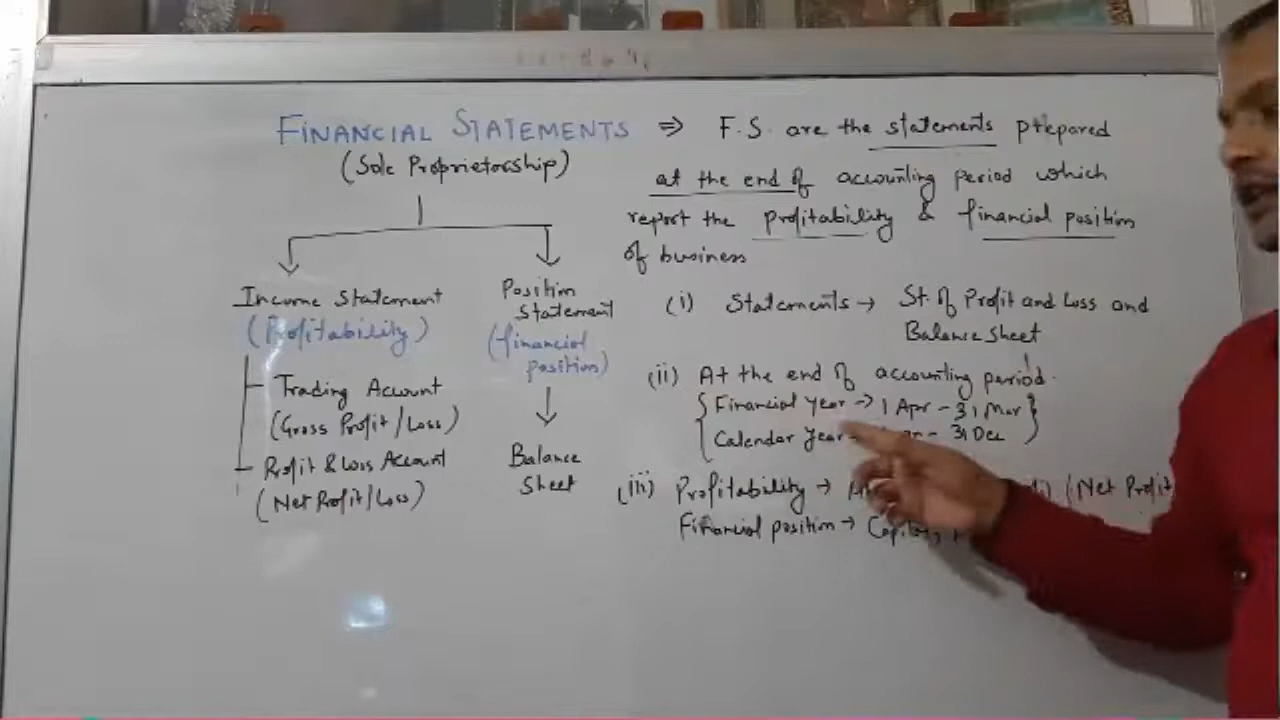 FINANCIAL STATEMENTS ⇒ F.S. are the statements prepared
(Sole Proprietorship)
at the end of accounting period which
report the profitability & financial position
of business
Income Statement
(Profitability)
Trading Account
(Gross Profit/Loss)
Profit & Loss Account
(Net Profit/Loss)
Position
Statement
(financial
position)
Balance
Sheet
(i) Statements → St. of Profit and Loss and
Balance Sheet
(ii) At the end of accounting period.
{Financial Year → 1 Apr - 31 Mar}
{Calendar Year - 31 Dec}
(iii) Profitability → (Net Profit
Financial position → Capital,